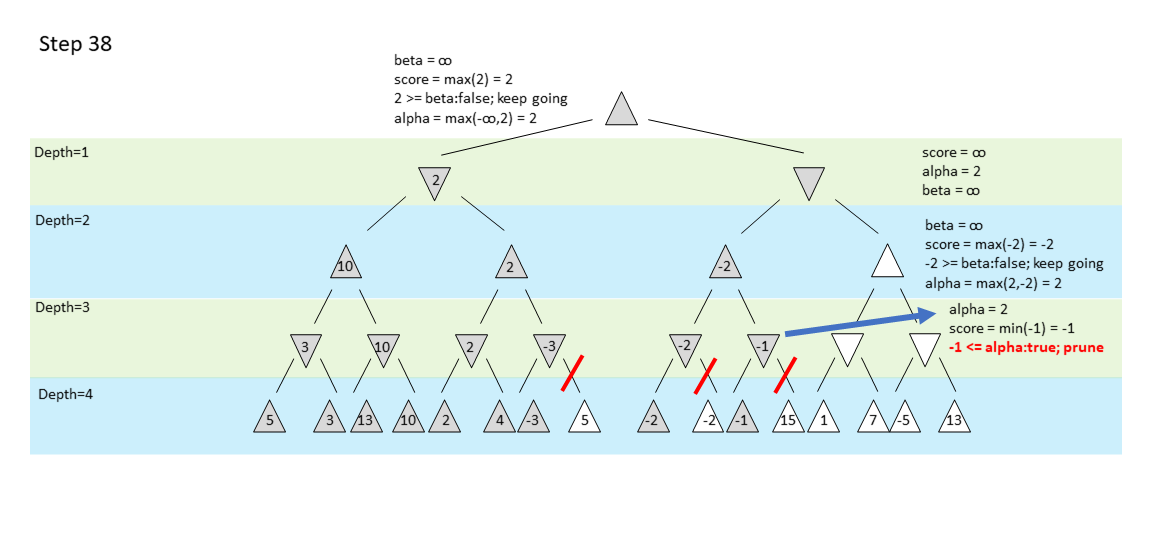 Step 38
beta = ∞
score = max(2) = 2
2 >= beta:false; keep going
alpha = max(-∞,2) = 2
Depth=1
score = ∞
alpha = 2
beta = ∞
2
Depth=2
beta = ∞
score = max(-2) = -2
-2 >= beta:false; keep going
alpha = max(2,-2) = 2
10
2
-2
Depth=3
alpha = 2
score = min(-1) = -1
-1 <= alpha:true; prune
3
10
2
-3
-2
-1
Depth=4
5
3
13
10
2
4
-3
5
-2
-2
-1
15
1
7
-5
13